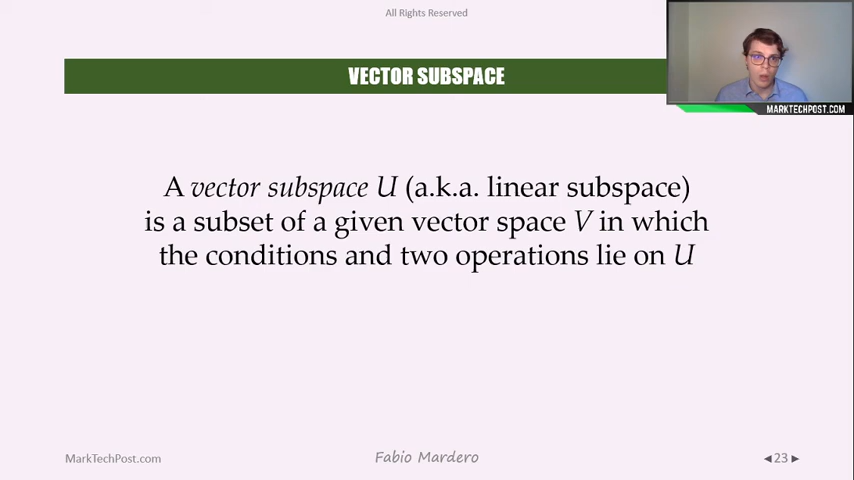 All Rights Reserved
VECTOR SUBSPACE
MARKTECHPOST.COM
A vector subspace U (a.k.a. linear subspace)
is a subset of a given vector space V in which
the conditions and two operations lie on U
MarkTechPost.com
Fabio Mardero
◄23►